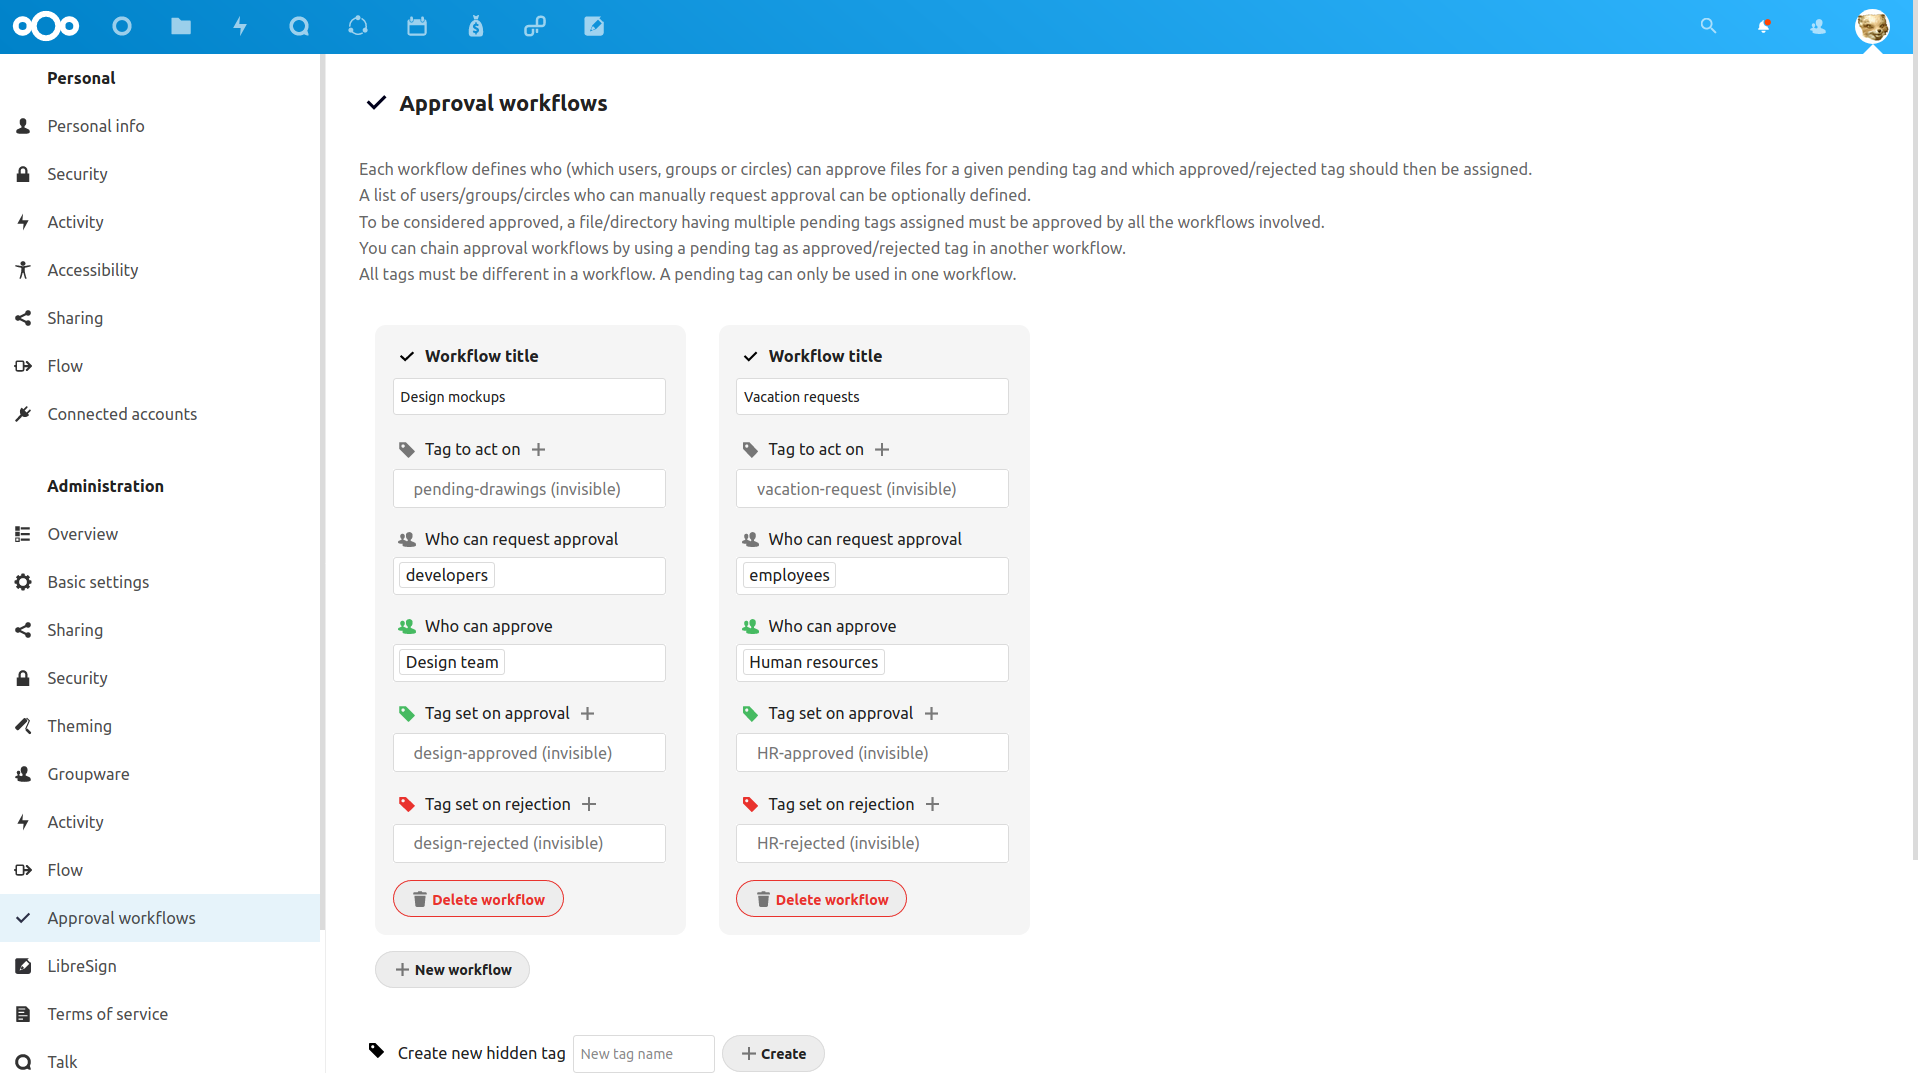 Personal
Personal info
Security
Activity
Accessibility
Sharing
Flow
Connected accounts
Administration
Overview
Basic settings
Sharing
Security
Theming
Groupware
Activity
Flow
Approval workflows
LibreSign
Terms of service
Talk
Approval workflows
Each workflow defines who (which users, groups or circles) can approve files for a given pending tag and which approved/rejected tag should then be assigned.
A list of users/groups/circles who can manually request approval can be optionally defined.
To be considered approved, a file/directory having multiple pending tags assigned must be approved by all the workflows involved.
You can chain approval workflows by using a pending tag as approved/rejected tag in another workflow.
All tags must be different in a workflow. A pending tag can only be used in one workflow.
Workflow title
Design mockups
Tag to act on
pending-drawings (invisible)
Who can request approval
developers
Who can approve
Design team
Tag set on approval
design-approved (invisible)
Tag set on rejection
design-rejected (invisible)
Delete workflow
Workflow title
Vacation requests
Tag to act on
vacation-request (invisible)
Who can request approval
employees
Who can approve
Human resources
Tag set on approval
HR-approved (invisible)
Tag set on rejection
HR-rejected (invisible)
Delete workflow
New workflow
Create new hidden tag New tag name Create